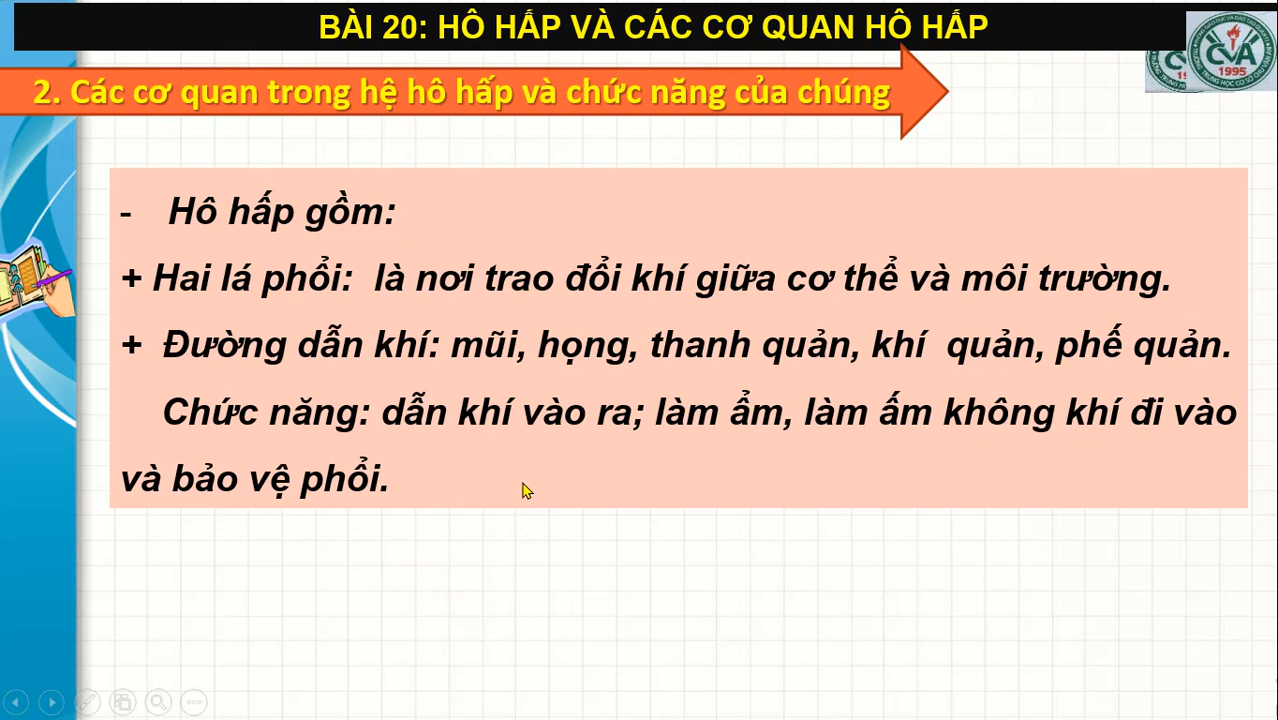 BÀI 20: HÔ HẤP VÀ CÁC CƠ QUAN HÔ HẤP
2. Các cơ quan trong hệ hô hấp và chức năng của chúng
CVA
1995
- Hô hấp gồm:
+ Hai lá phổi: là nơi trao đổi khí giữa cơ thể và môi trường.
+ Đường dẫn khí: mũi, họng, thanh quản, khí quản, phế quản.
Chức năng: dẫn khí vào ra; làm ẩm, làm ấm không khí đi vào
và bảo vệ phổi.